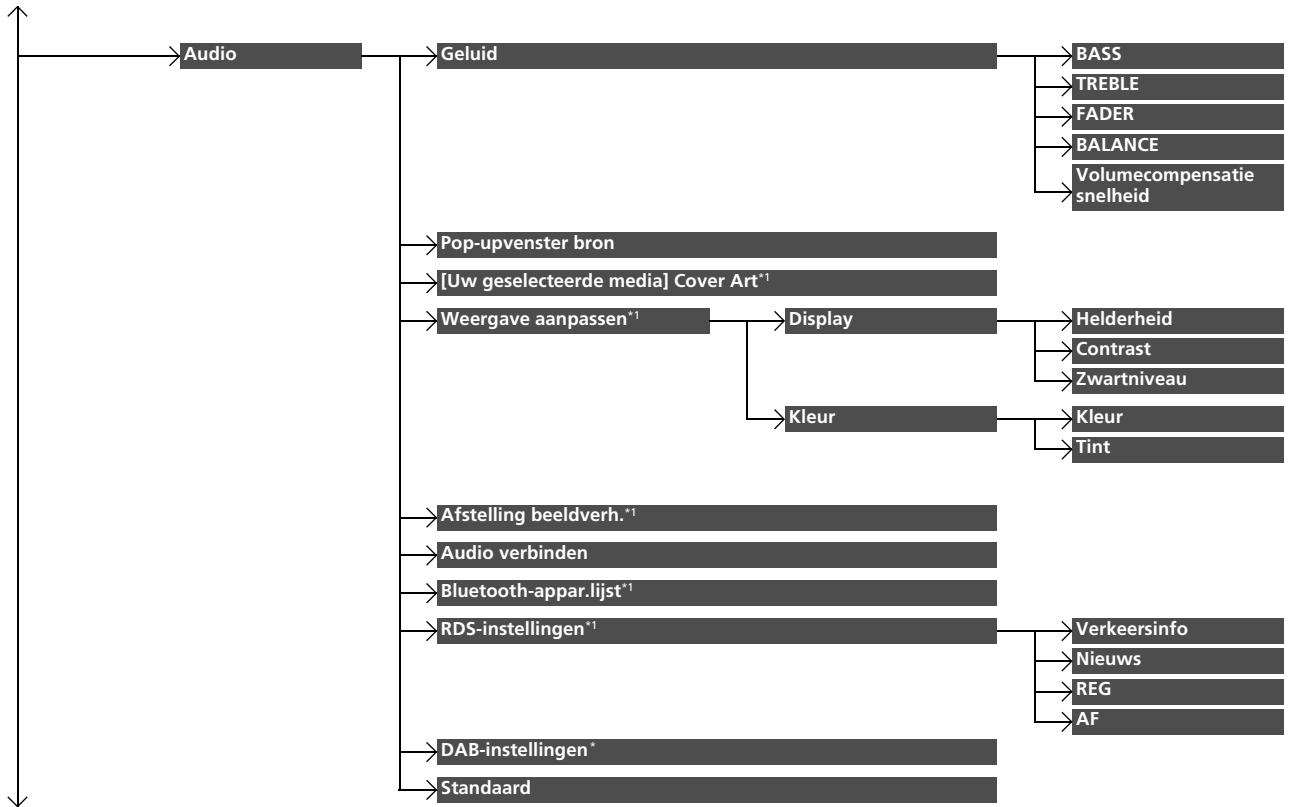 Audio
Geluid
BASS
TREBLE
FADER
BALANCE
Volumecompensatie
snelheid
Pop-upvenster bron
[Uw geselecteerde media] Cover Art*1
Weergave aanpassen*1
Display
Helderheid
Contrast
Zwartniveau
Kleur
Kleur
Tint
Afstelling beeldverh.*1
Audio verbinden
Bluetooth-appar.lijst*1
RDS-instellingen*1
Verkeersinfo
Nieuws
REG
AF
DAB-instellingen*
Standaard